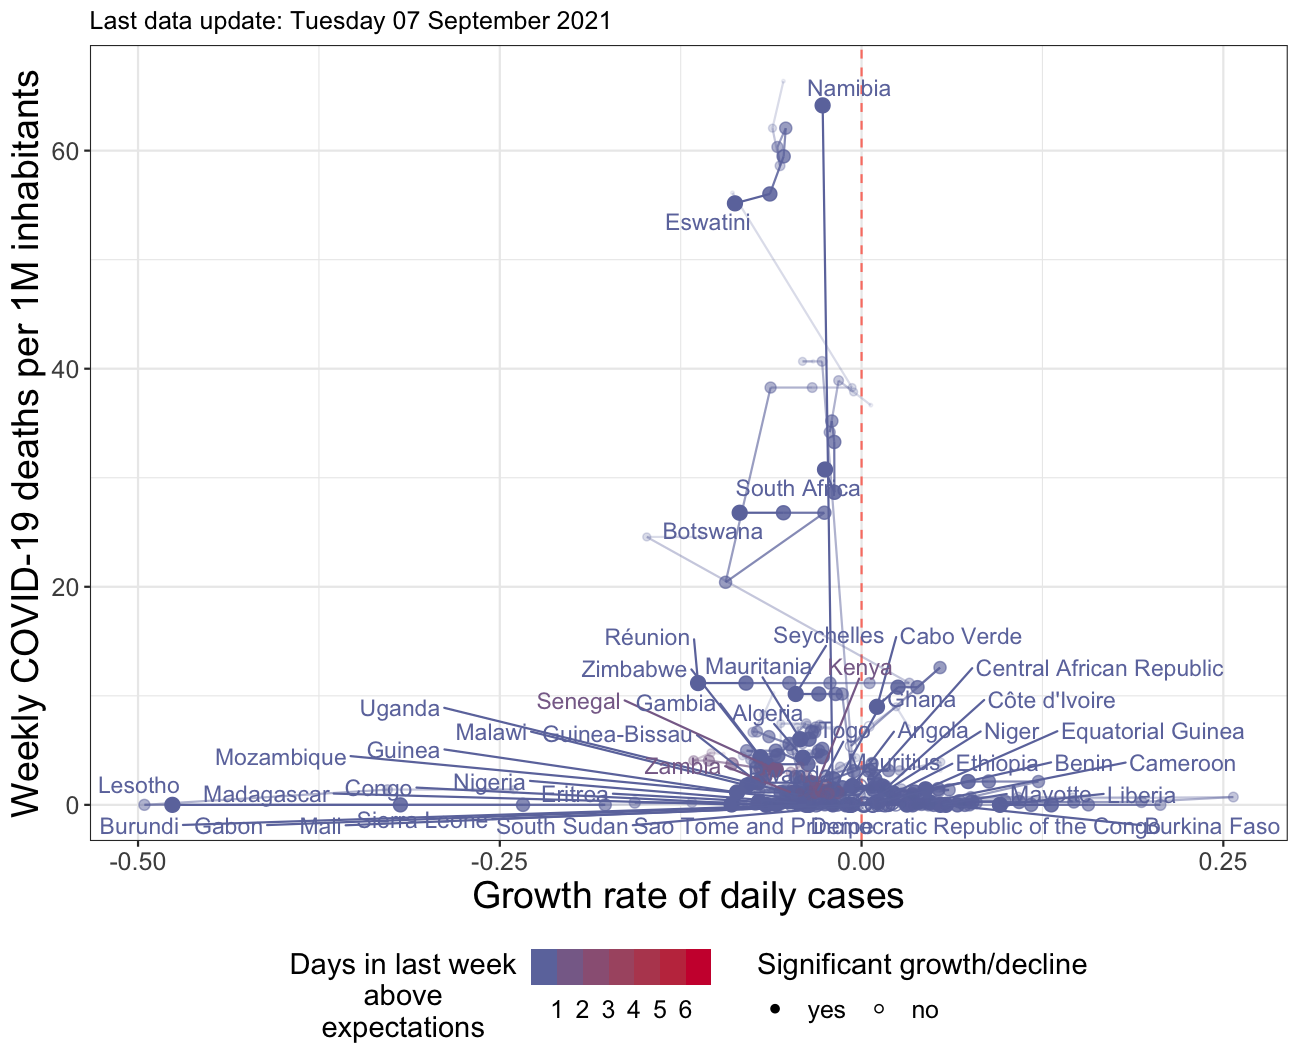 Last data update: Tuesday 07 September 2021
Weekly COVID-19 deaths per 1M inhabitants
60
40
20
0
Namibia
Eswatini
South Africa
Botswana
Réunion
Seychelles
Cabo Verde
Zimbabwe
Mauritania
Kenya
Central African Republic
Senegal
Gambia
Ghana
Côte d'Ivoire
Uganda
Algeria
Malawi
Guinea-Bissau
Togo
Angola
Niger
Equatorial Guinea
Mozambique
Guinea
Zambia
Mauritius
Ethiopia
Benin
Cameroon
Lesotho
Madagascar
Congo
Nigeria
Eritrea
Mayotte
Liberia
Burundi
Gabon
Mali
Sierra Leone
South Sudan
Sao Tome and Principe
Democratic Republic of the Congo
Burkina Faso
-0.50
-0.25
0.00
0.25
Growth rate of daily cases
Days in last week
above
expectations
1 2 3 4 5 6
Significant growth/decline
yes
no